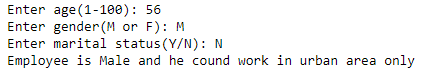 Enter age(1-100): 56
Enter gender(M or F): M
Enter marital status(Y/N): N
Employee is Male and he cound work in urban area only